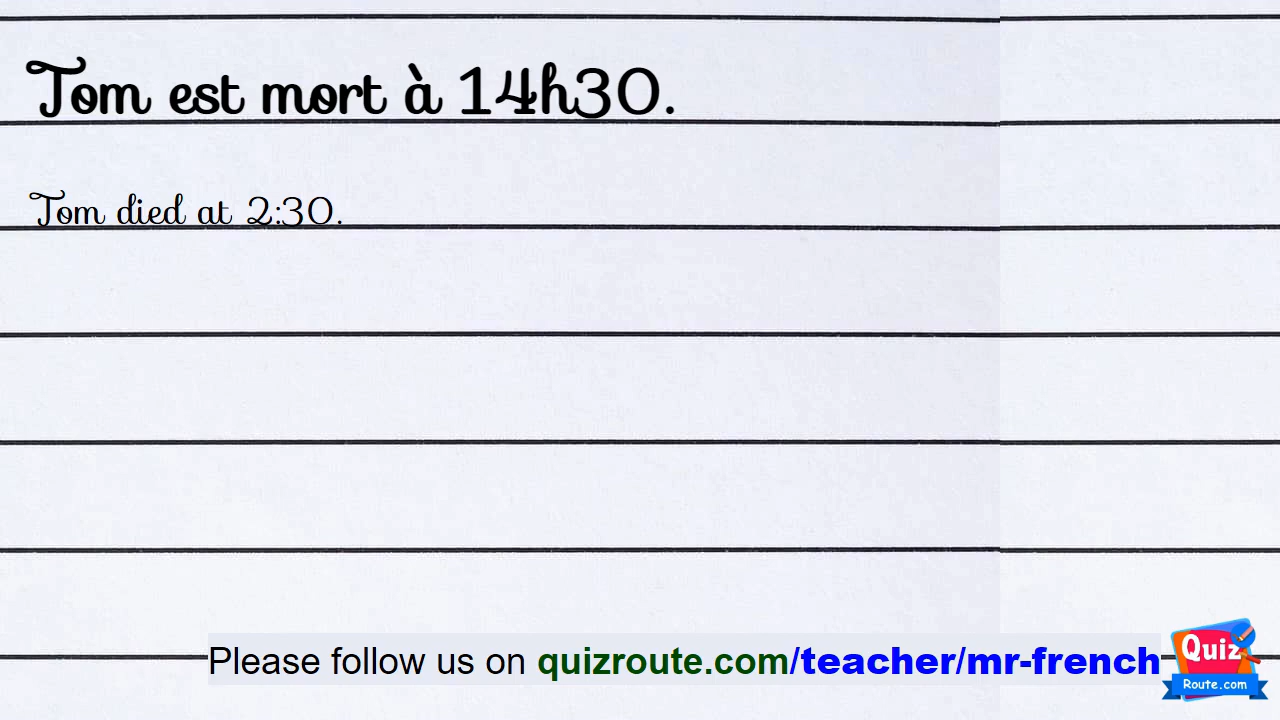 Tom est mort à 14h30.
Tom died at 2:30.
Please follow us on quizroute.com/teacher/mr-french
Quiz
Route.com